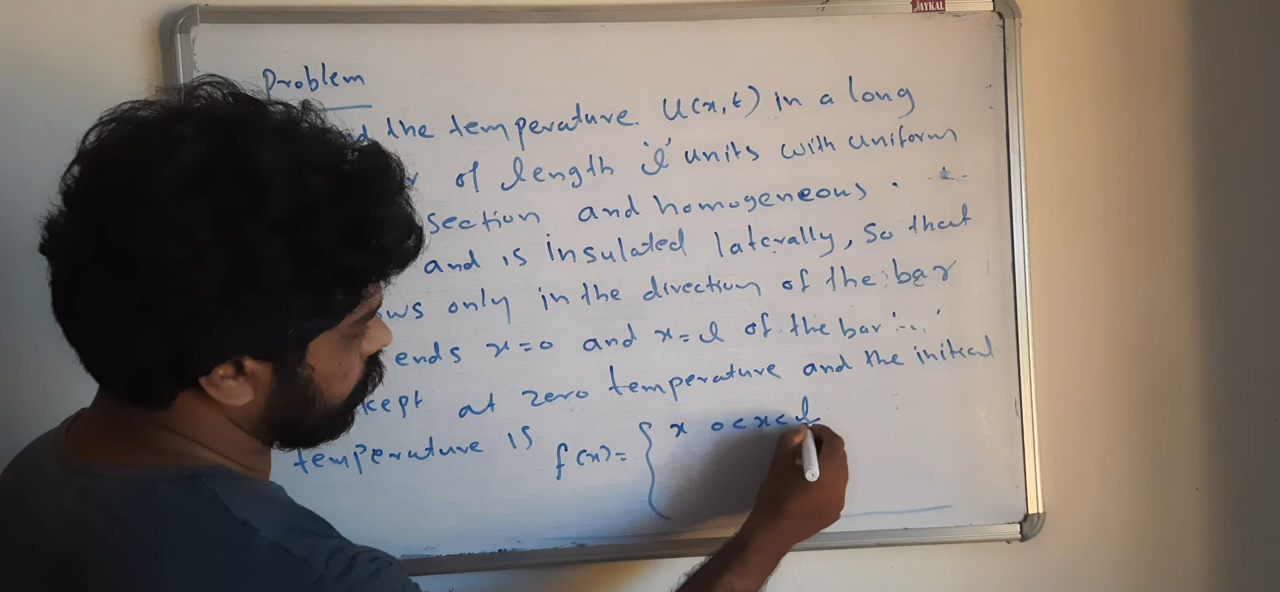 JAYKAL
Problem
the temperature U(x,t) in a long
of length 'l' units with uniform
section and homogeneous.
and is insulated laterally, so that
only in the direction of the bar
ends x=0 and x=l of the bar
kept at zero temperature and the initial
temperature is f(x)= { x 0<x<l